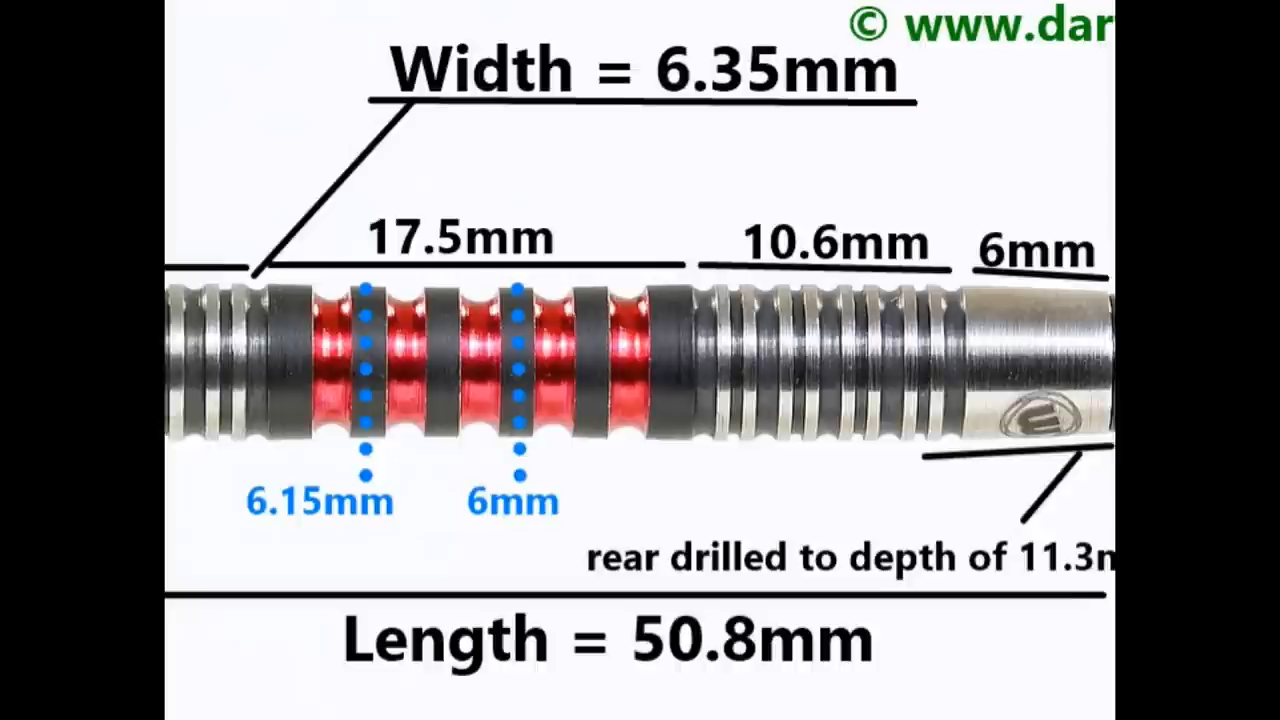 © www.dar
Width = 6.35mm
17.5mm
10.6mm
6mm
6.15mm
6mm
rear drilled to depth of 11.3m
Length = 50.8mm